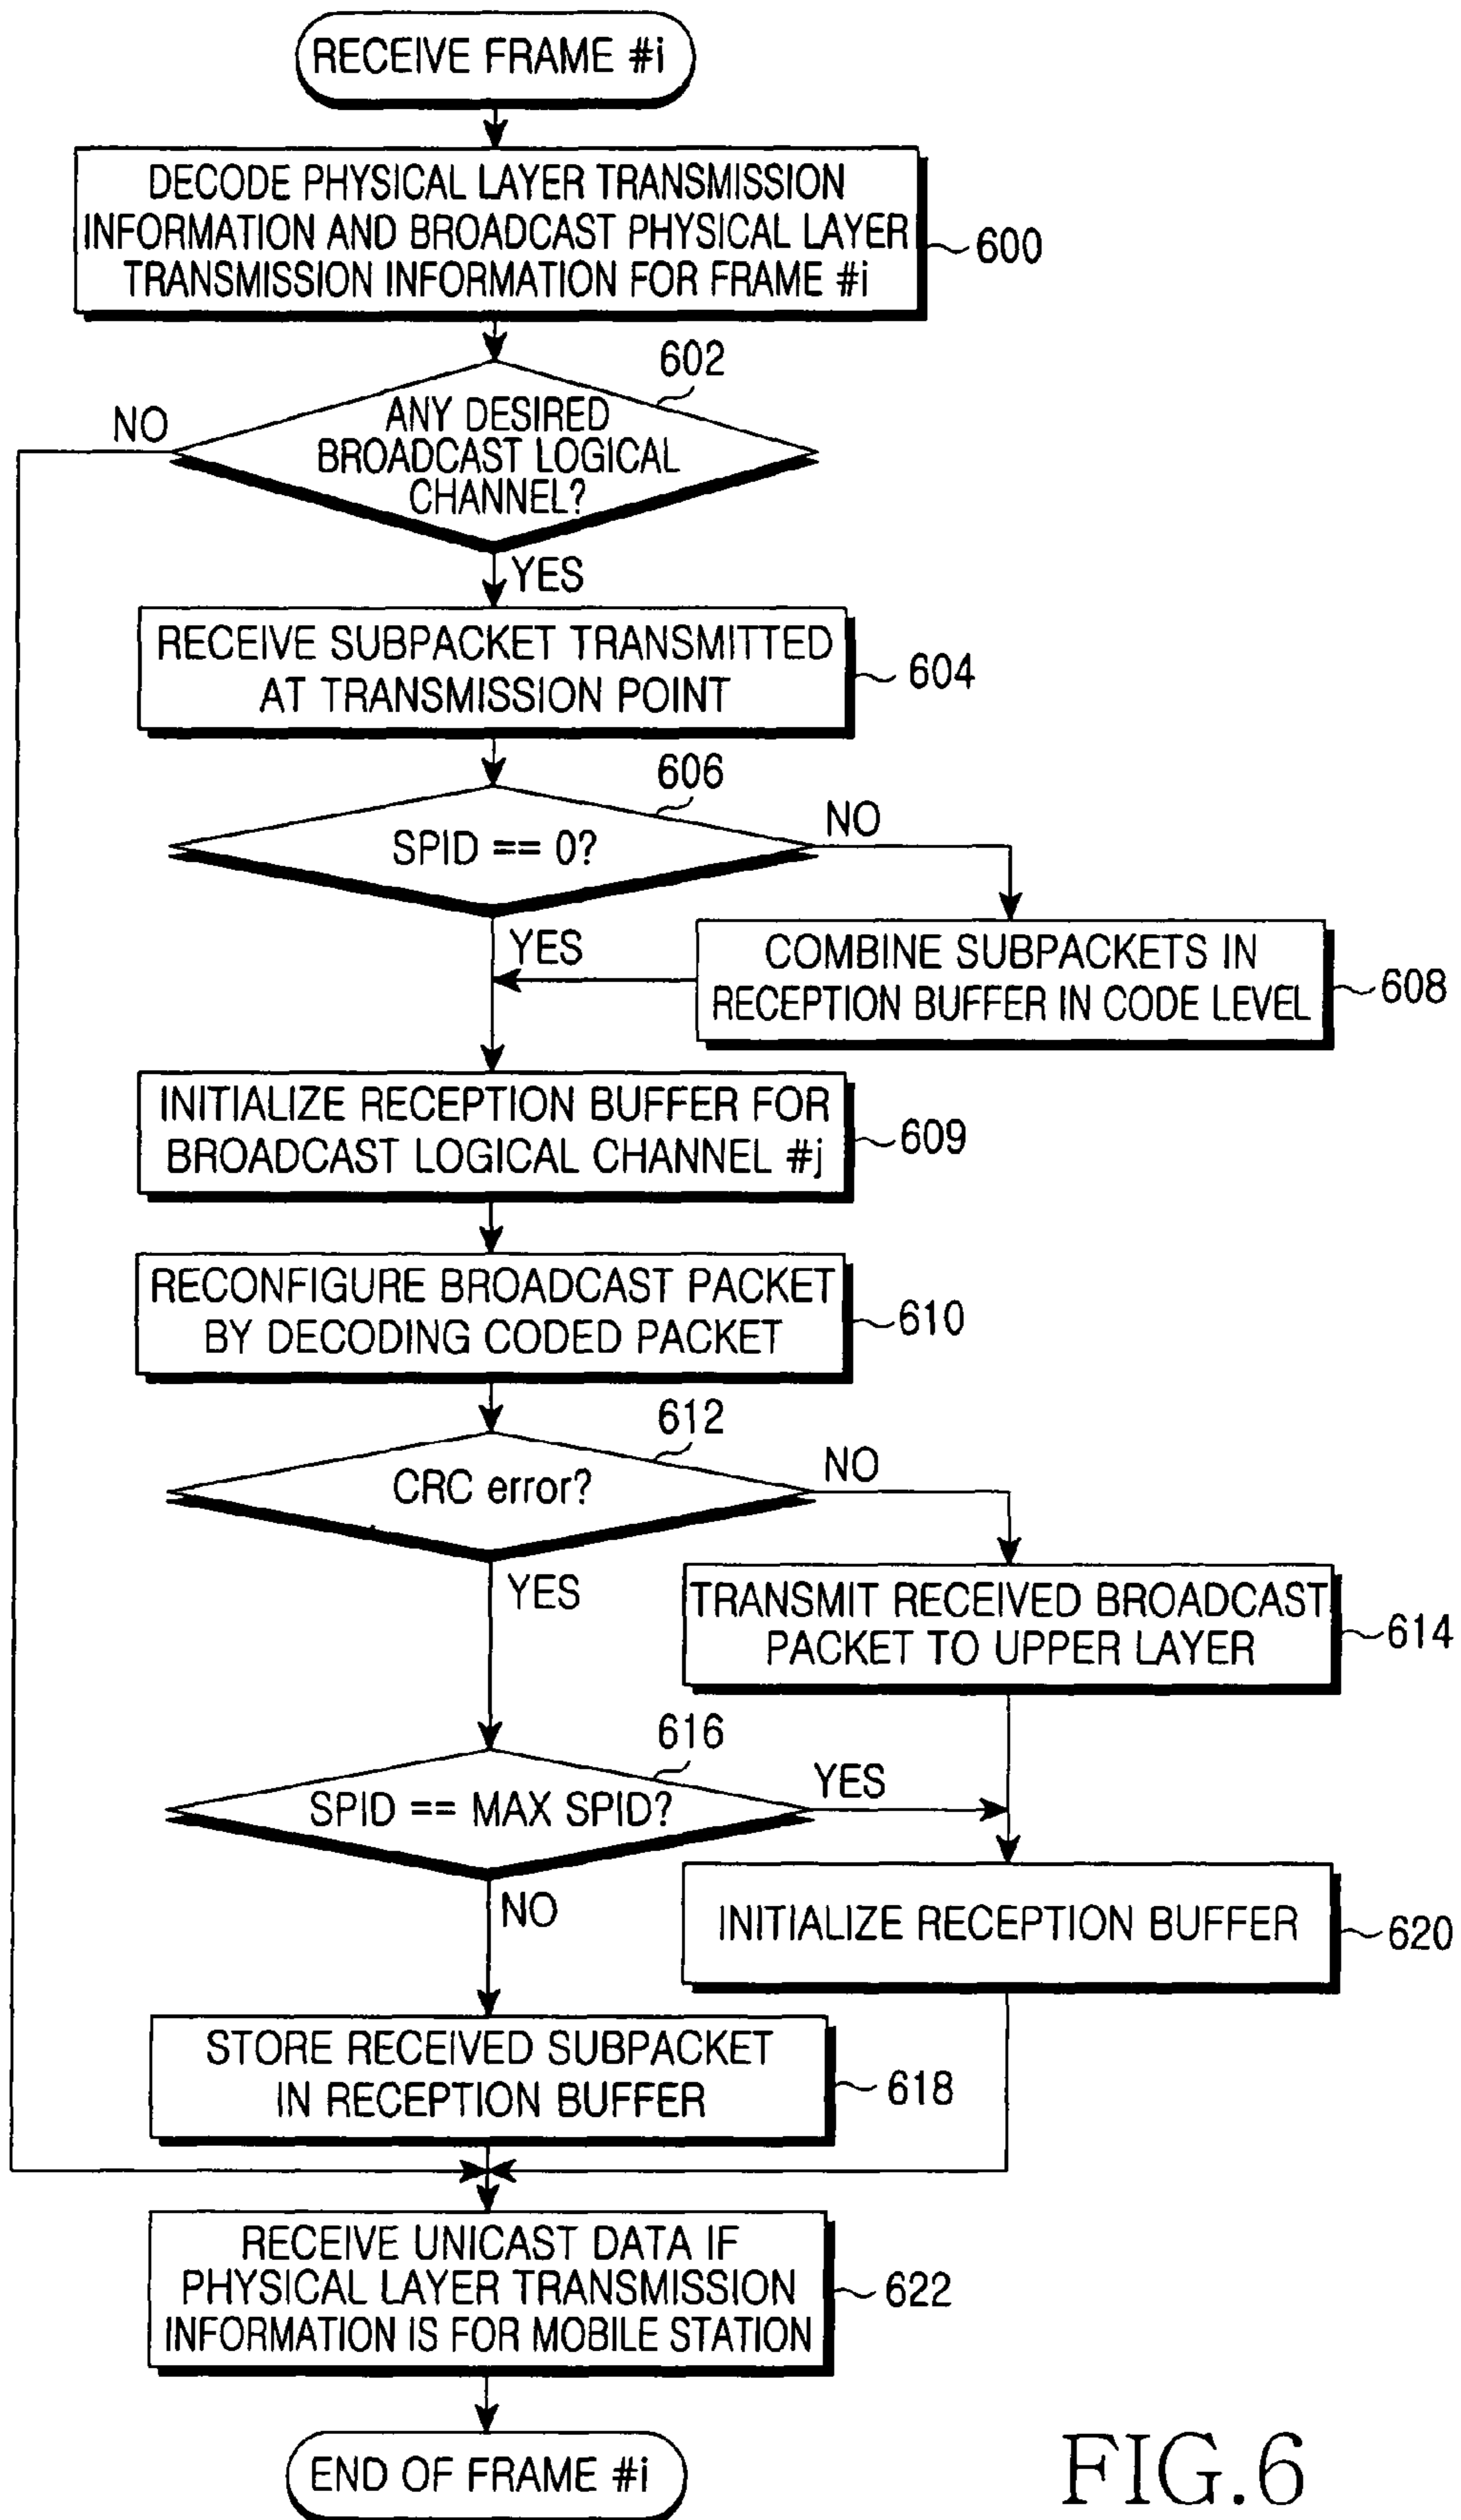 RECEIVE FRAME #i
DECODE PHYSICAL LAYER TRANSMISSION
INFORMATION AND BROADCAST PHYSICAL LAYER
TRANSMISSION INFORMATION FOR FRAME #i
600
602
NO
ANY DESIRED
BROADCAST LOGICAL
CHANNEL?
YES
RECEIVE SUBPACKET TRANSMITTED
AT TRANSMISSION POINT
604
606
SPID == 0?
NO
YES
COMBINE SUBPACKETS IN
RECEPTION BUFFER IN CODE LEVEL
608
INITIALIZE RECEPTION BUFFER FOR
BROADCAST LOGICAL CHANNEL #j
609
RECONFIGURE BROADCAST PACKET
BY DECODING CODED PACKET
610
612
CRC error?
NO
YES
TRANSMIT RECEIVED BROADCAST
PACKET TO UPPER LAYER
614
616
SPID == MAX SPID?
YES
NO
INITIALIZE RECEPTION BUFFER
620
STORE RECEIVED SUBPACKET
IN RECEPTION BUFFER
618
RECEIVE UNICAST DATA IF
PHYSICAL LAYER TRANSMISSION
INFORMATION IS FOR MOBILE STATION
622
END OF FRAME #i
FIG.6